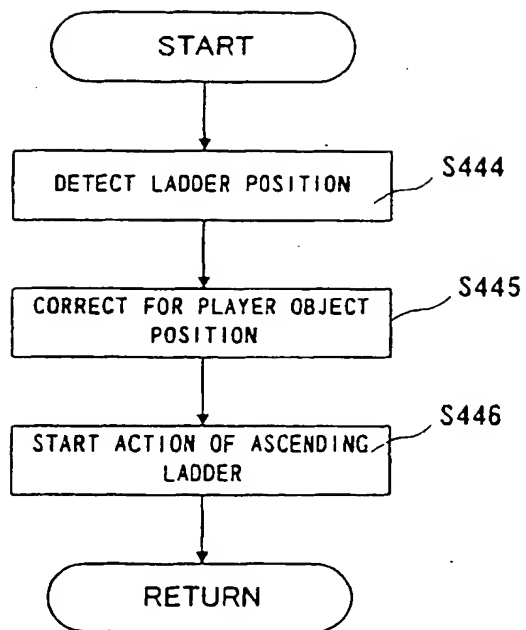 START
DETECT LADDER POSITION
S444
CORRECT FOR PLAYER OBJECT
POSITION
S445
START ACTION OF ASCENDING
LADDER
S446
RETURN